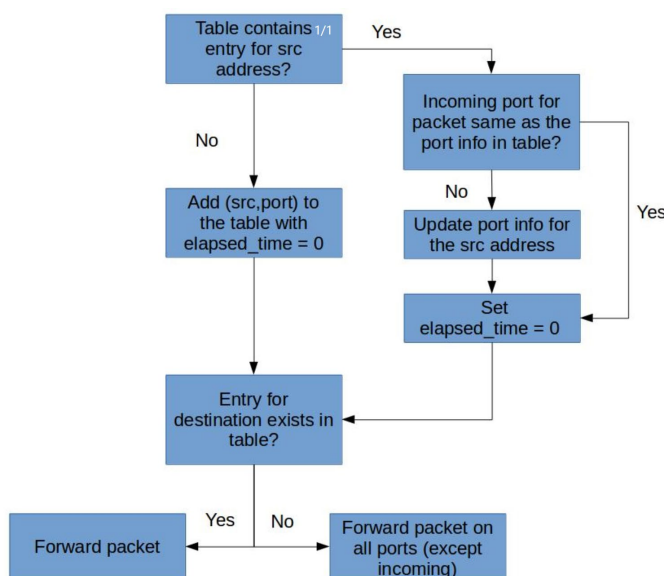 Table contains 1/1
entry for src
address?
Yes
Incoming port for
packet same as the
port info in table?
No
No
Yes
Add (src,port) to
the table with
elapsed_time = 0
Update port info for
the src address
Set
elapsed_time = 0
Entry for
destination exists in
table?
Yes
No
Forward packet
Forward packet on
all ports (except
incoming)